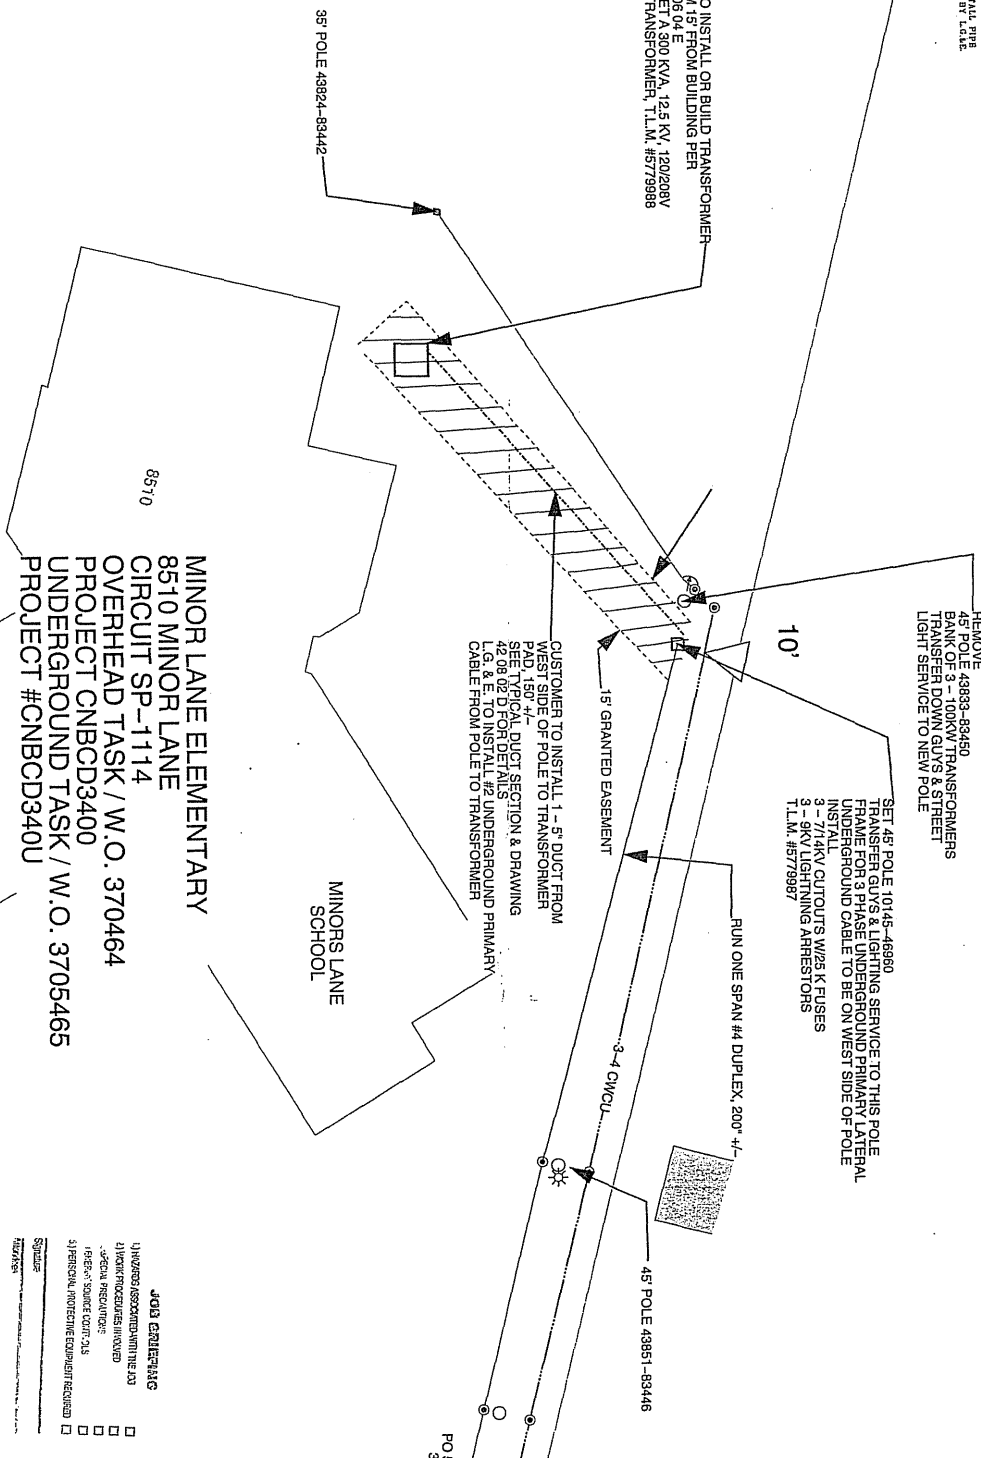 TALL PIPE
BY L.G.&E.
REMOVE
45' POLE 43833-83450
BANK OF 3 - 100KW TRANSFORMERS
TRANSFER DOWN GUYS & STREET
LIGHT SERVICE TO NEW POLE
SET 45' POLE 10145-46960
TRANSFER GUYS & LIGHTING SERVICE TO THIS POLE
FRAME FOR 3 PHASE UNDERGROUND PRIMARY LATERAL
UNDERGROUND CABLE TO BE ON WEST SIDE OF POLE
INSTALL
3 - 7/14KV CUTOUTS W/25 K FUSES
3 - 9KV LIGHTNING ARRESTORS
T.L.M. #5779987
10'
O INSTALL OR BUILD TRANSFORMER
M 15' FROM BUILDING PER
06 04 E
ET A 300 KVA, 12.5 KV, 120/208V
TRANSFORMER, T.L.M. #5779988
RUN ONE SPAN #4 DUPLEX, 200" +/-
45' POLE 43851-83446
3-4 CWCU
15' GRANTED EASEMENT
CUSTOMER TO INSTALL 1 - 5" DUCT FROM
WEST SIDE OF POLE TO TRANSFORMER
PAD, 150' +/-
SEE TYPICAL DUCT SECTION & DRAWING
42 08 02 D FOR DETAILS
L.G. & E. TO INSTALL #2 UNDERGROUND PRIMARY
CABLE FROM POLE TO TRANSFORMER
35' POLE 43824-83442
MINORS LANE
SCHOOL
8510
MINOR LANE ELEMENTARY
8510 MINOR LANE
CIRCUIT SP-1114
OVERHEAD TASK / W.O. 370464
PROJECT CNBCD3400
UNDERGROUND TASK / W.O. 3705465
PROJECT #CNBCD340U
PO
3
JOB BRIEFING
1) HAZARDS ASSOCIATED WITH THE JOB
2) WORK PROCEDURES INVOLVED
SPECIAL PRECAUTIONS
ENERGY SOURCE CONTROLS
5) PERSONAL PROTECTIVE EQUIPMENT REQUIRED
Signature